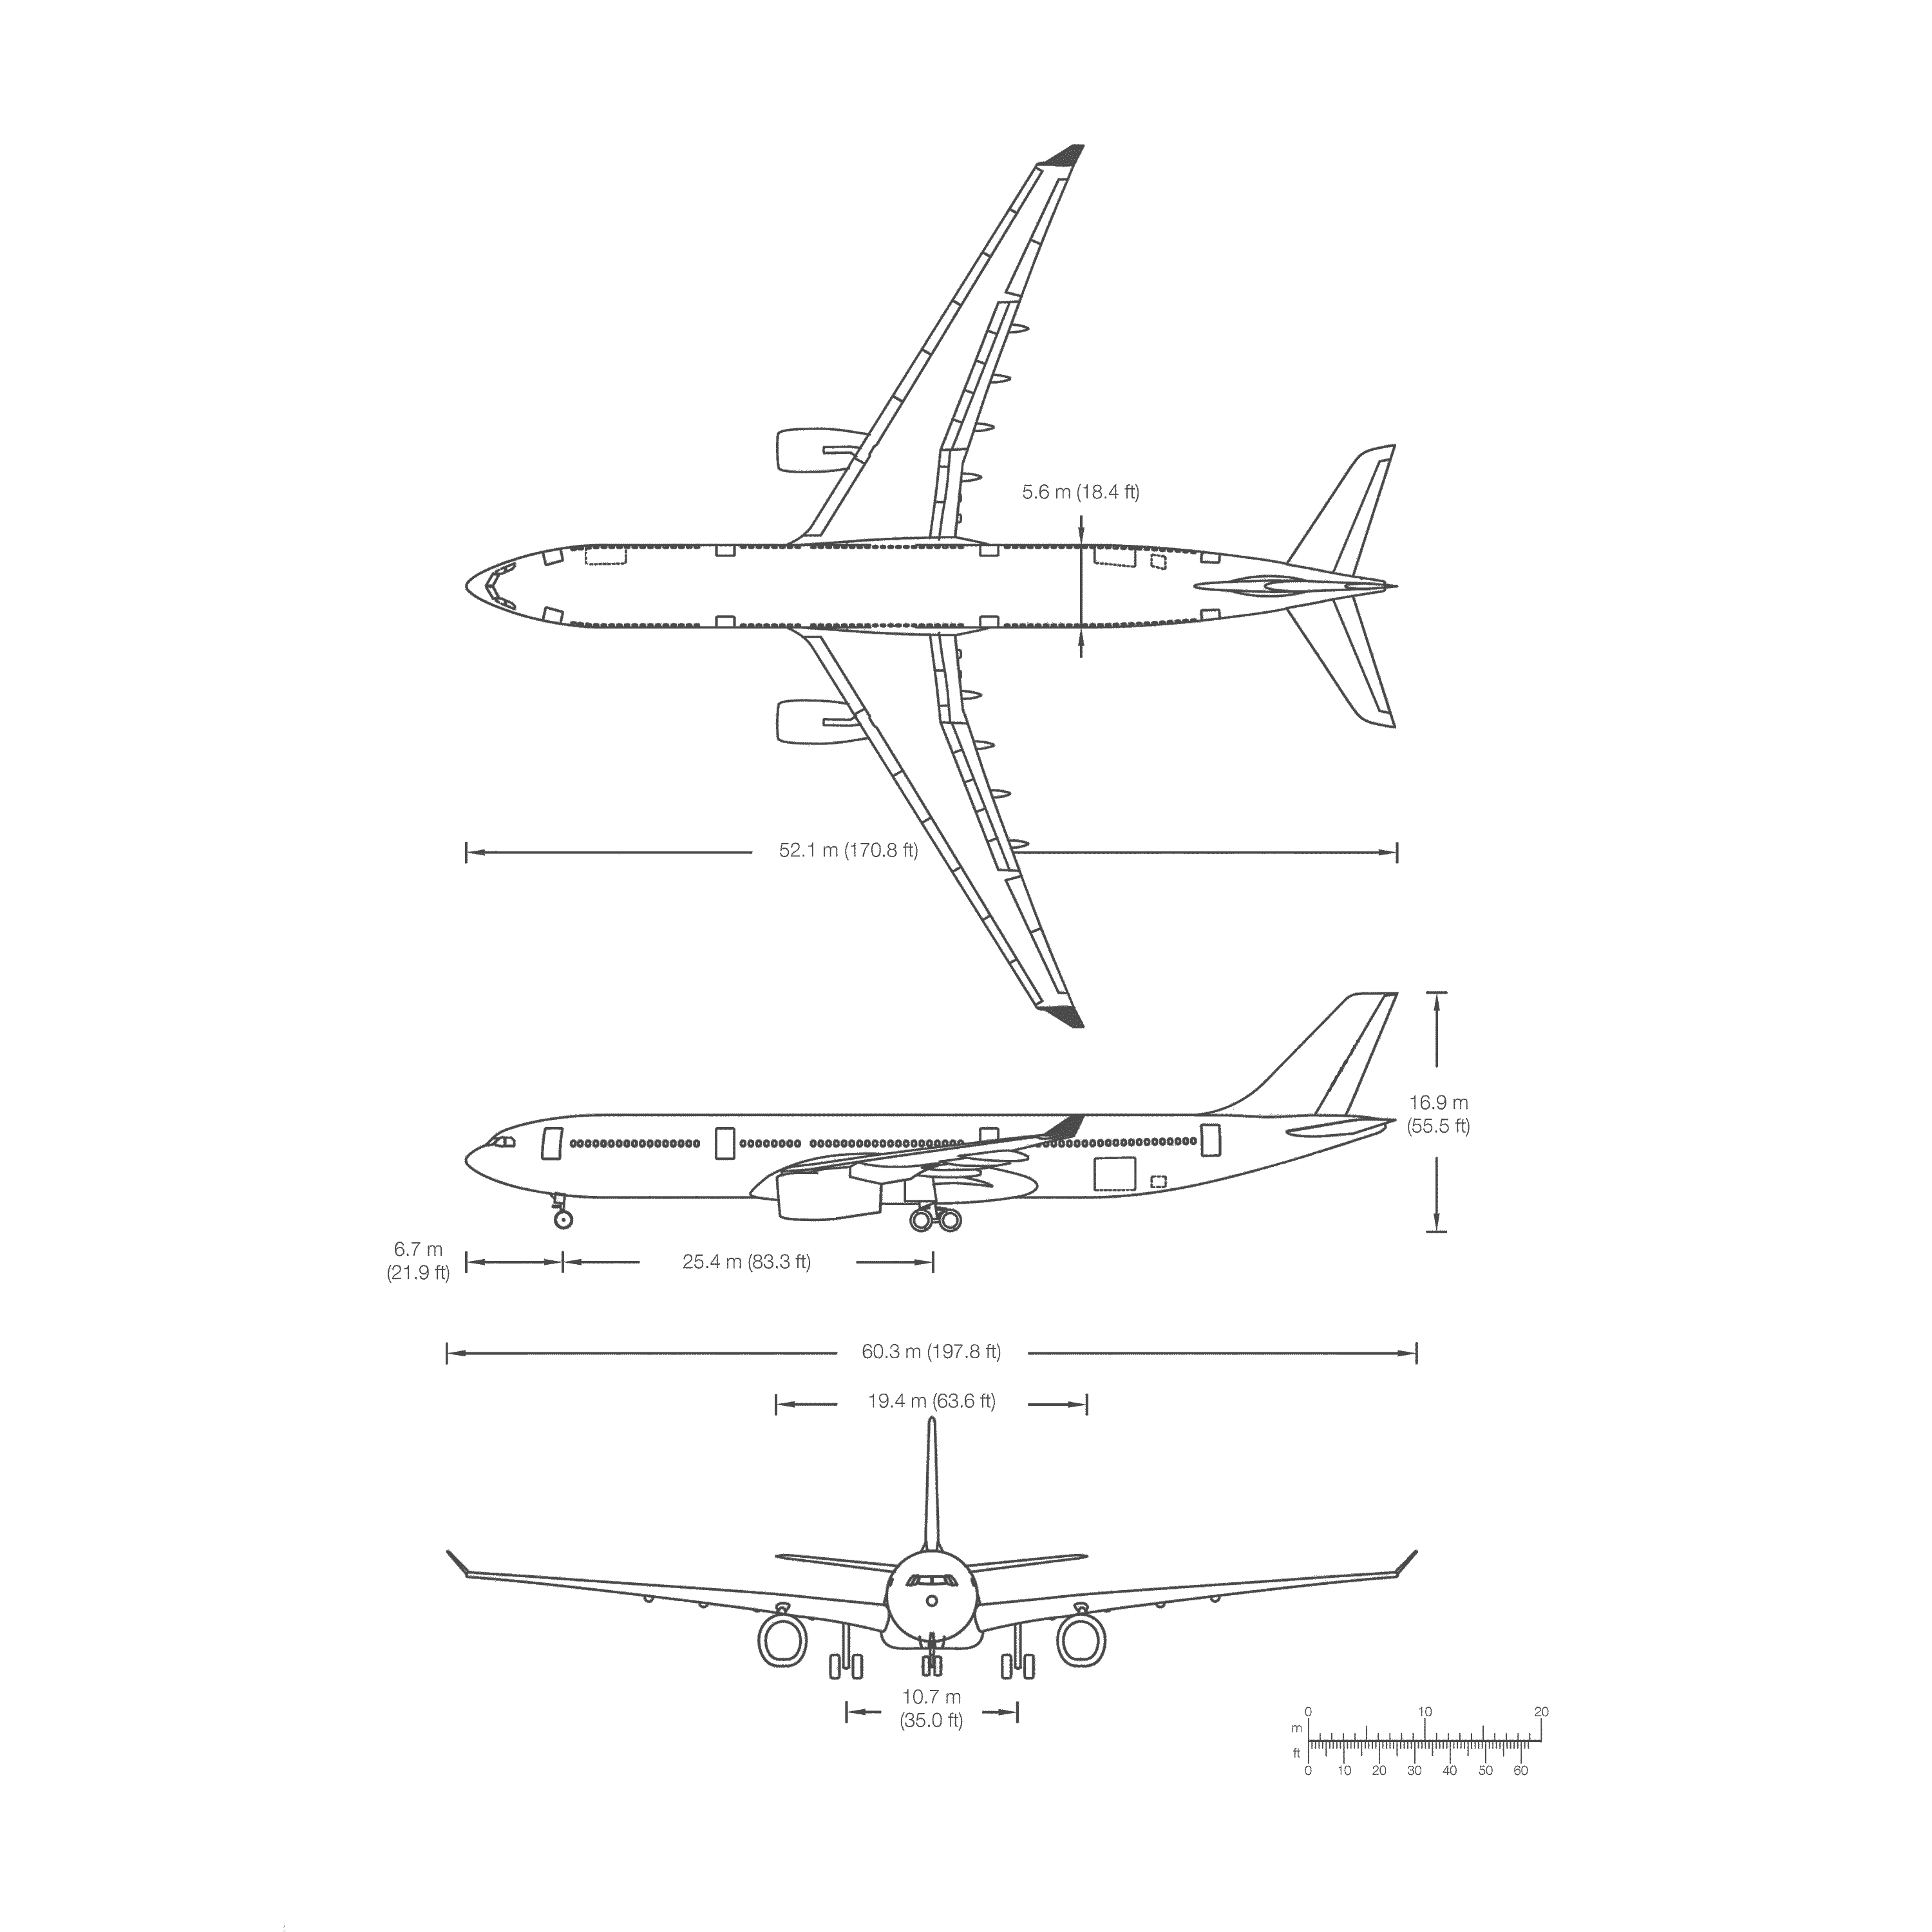 5.6 m (18.4 ft)
52.1 m (170.8 ft)
16.9 m
(55.5 ft)
6.7 m
(21.9 ft)
25.4 m (83.3 ft)
60.3 m (197.8 ft)
19.4 m (63.6 ft)
10.7 m
(35.0 ft)
0 10 20
m
ft
0 10 20 30 40 50 60